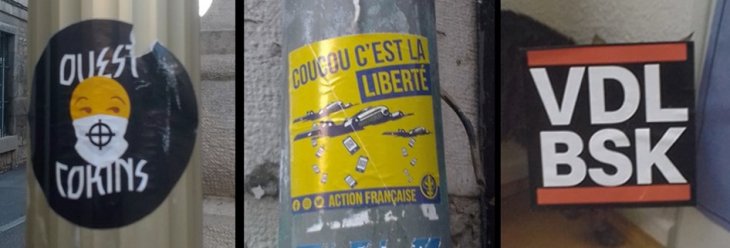 OUEST
COKINS
COUCOU C'EST LA
LIBERTÉ
ACTION FRANÇAISE
VDL
BSK